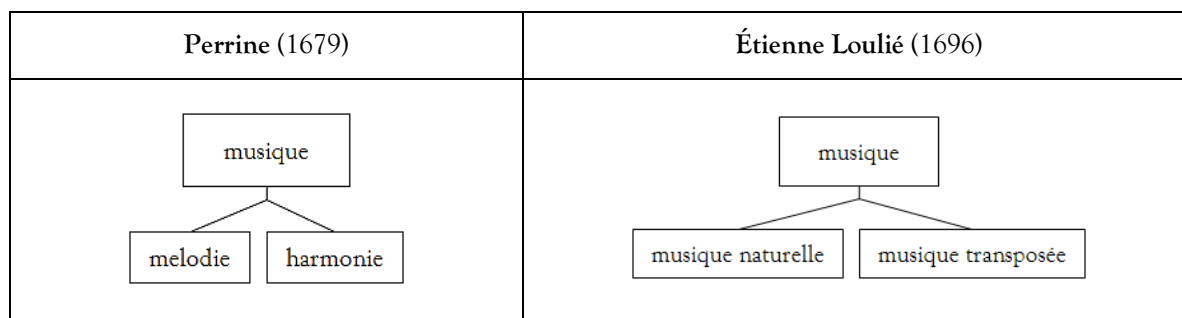 Perrine (1679)
Étienne Loulié (1696)
musique
melodie
harmonie
musique
musique naturelle
musique transposée